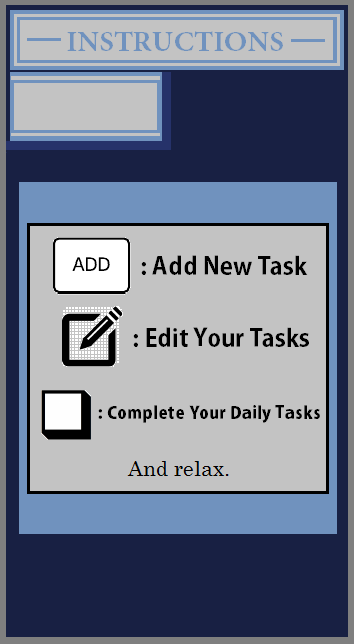 INSTRUCTIONS
ADD : Add New Task
: Edit Your Tasks
: Complete Your Daily Tasks
And relax.